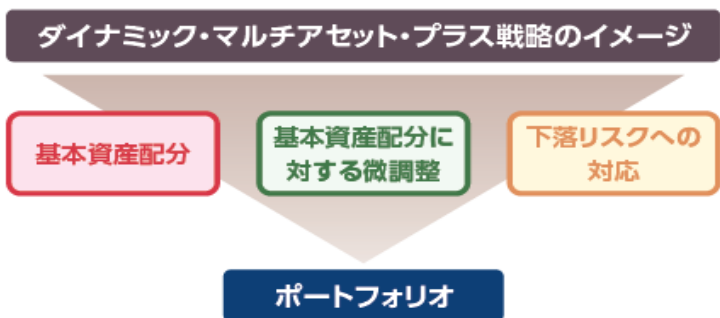 ダイナミック・マルチアセット・プラス戦略のイメージ
基本資産配分
基本資産配分に
対する微調整
下落リスクへの
対応
ポートフォリオ